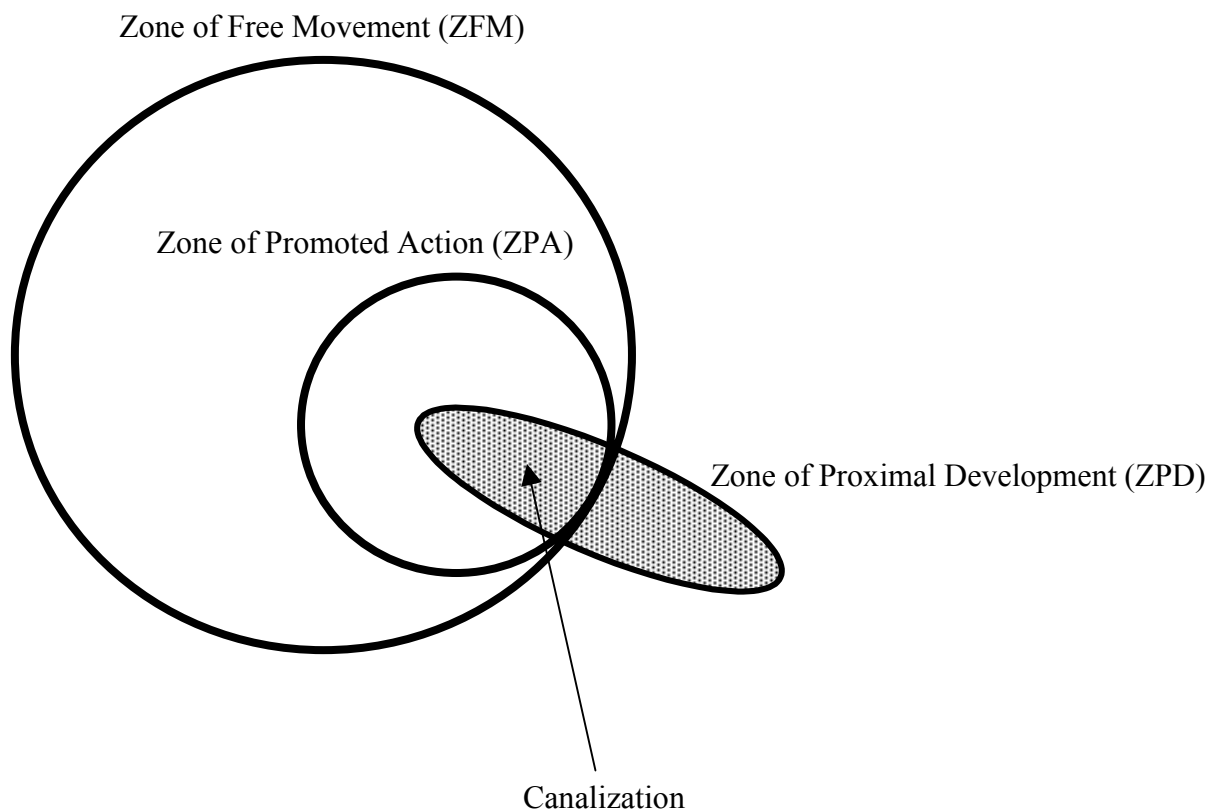 Zone of Free Movement (ZFM)
Zone of Promoted Action (ZPA)
Zone of Proximal Development (ZPD)
Canalization